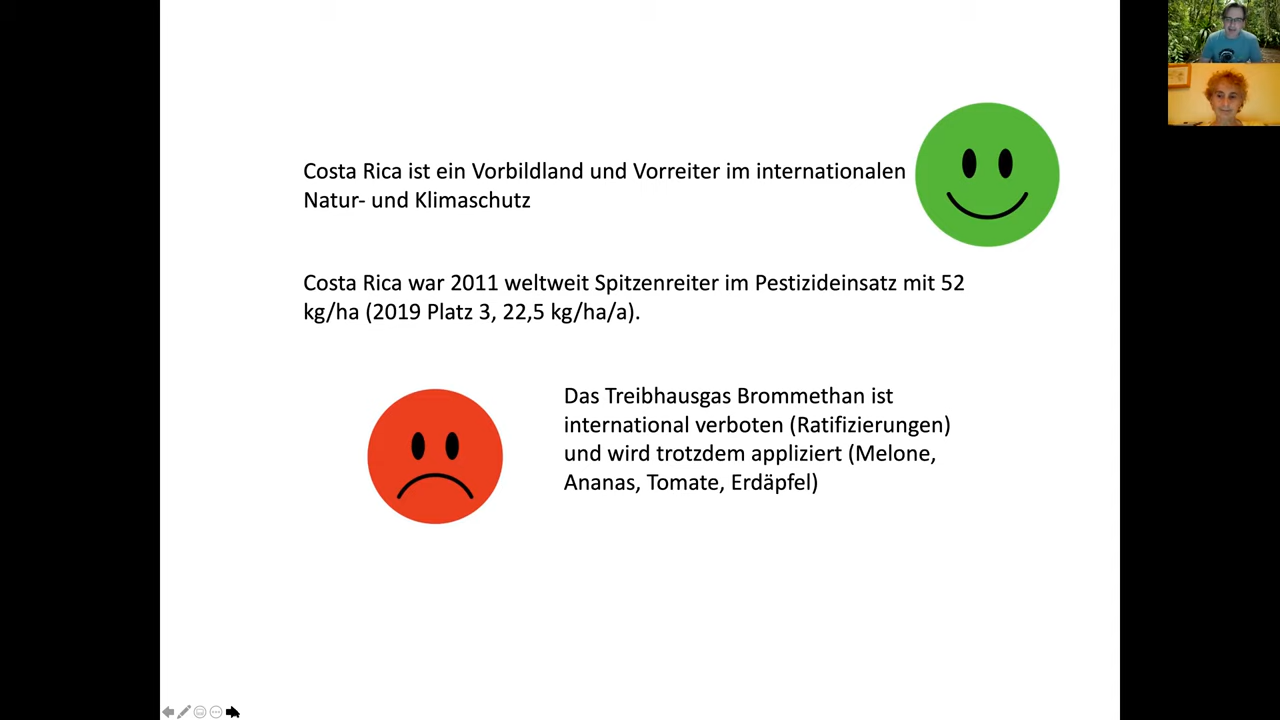 Costa Rica ist ein Vorbildland und Vorreiter im internationalen
Natur- und Klimaschutz
Costa Rica war 2011 weltweit Spitzenreiter im Pestizideinsatz mit 52
kg/ha (2019 Platz 3, 22,5 kg/ha/a).
Das Treibhausgas Brommethan ist
international verboten (Ratifizierungen)
und wird trotzdem appliziert (Melone,
Ananas, Tomate, Erdäpfel)